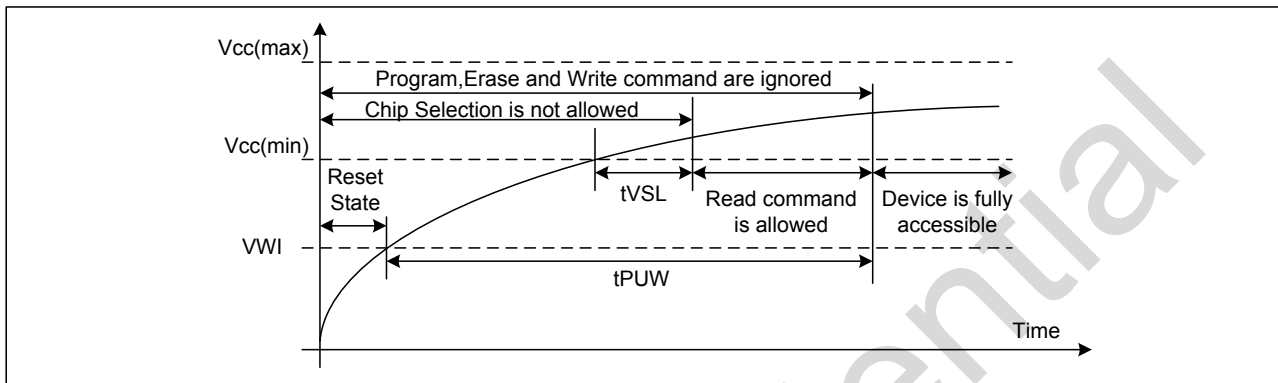 Vcc(max)
Program,Erase and Write command are ignored
Chip Selection is not allowed
Vcc(min)
Reset
State
tVSL
Read command
is allowed
Device is fully
accessible
VWI
tPUW
Time
ential